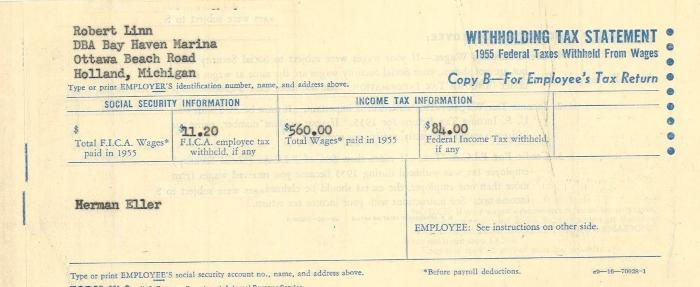 Robert Linn
DBA Bay Haven Marina
Ottawa Beach Road
Holland, Michigan
Type or print EMPLOYER'S identification number, name, and address above.
WITHHOLDING TAX STATEMENT
1955 Federal Taxes Withheld From Wages
Copy B—For Employee's Tax Return
SOCIAL SECURITY INFORMATION
INCOME TAX INFORMATION
$
Total F.I.C.A. Wages*
paid in 1955
$11.20
F.I.C.A. employee tax
withheld, if any
$560.00
Total Wages* paid in 1955
$84.00
Federal Income Tax withheld,
if any
Herman Eller
EMPLOYEE: See instructions on other side.
Type or print EMPLOYEE'S social security account no., name, and address above.
*Before payroll deductions.
c9—16—70028-1